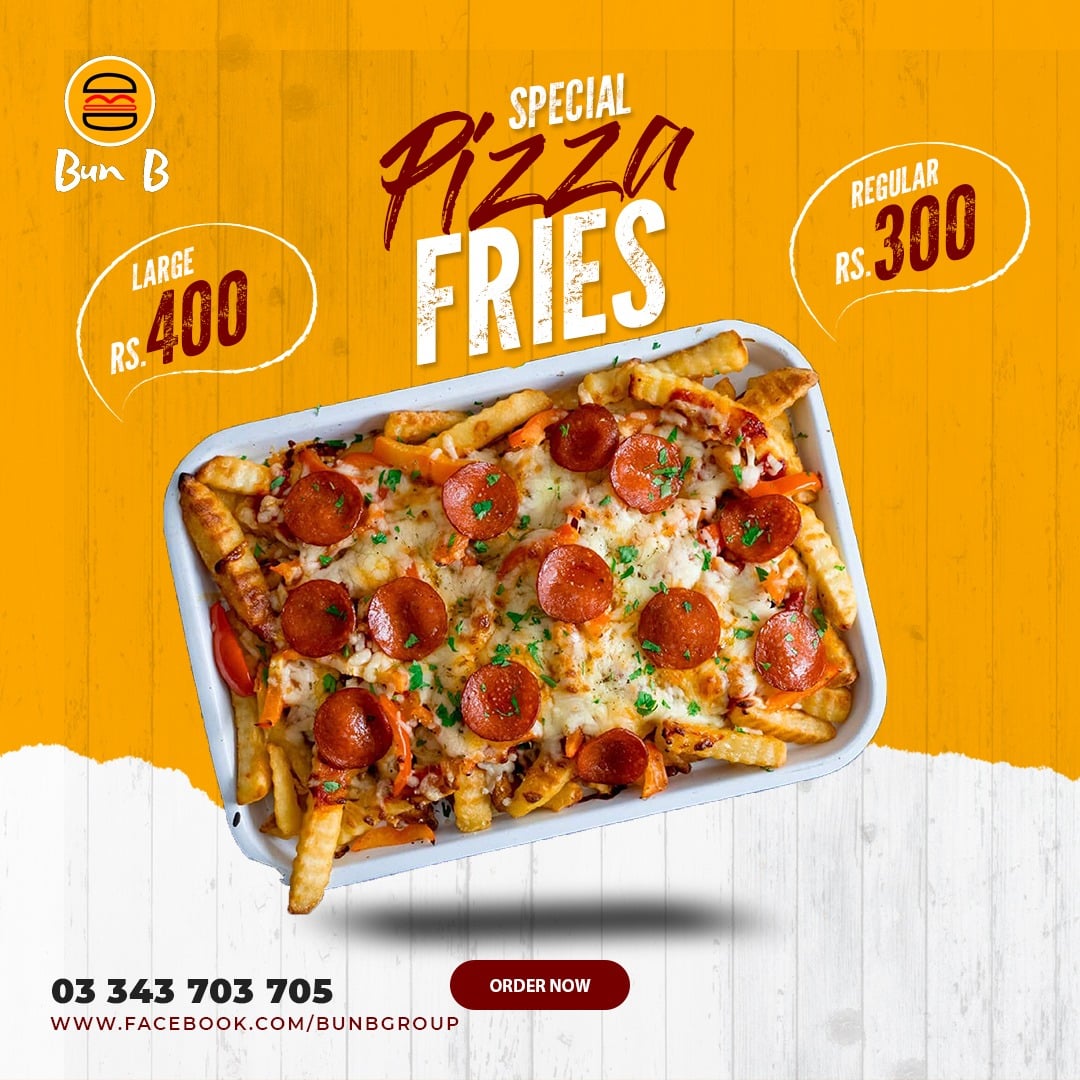 Bun B
SPECIAL
Pizza
FRIES
LARGE
RS.400
REGULAR
RS.300
03 343 703 705
WWW.FACEBOOK.COM/BUNBGROUP
ORDER NOW